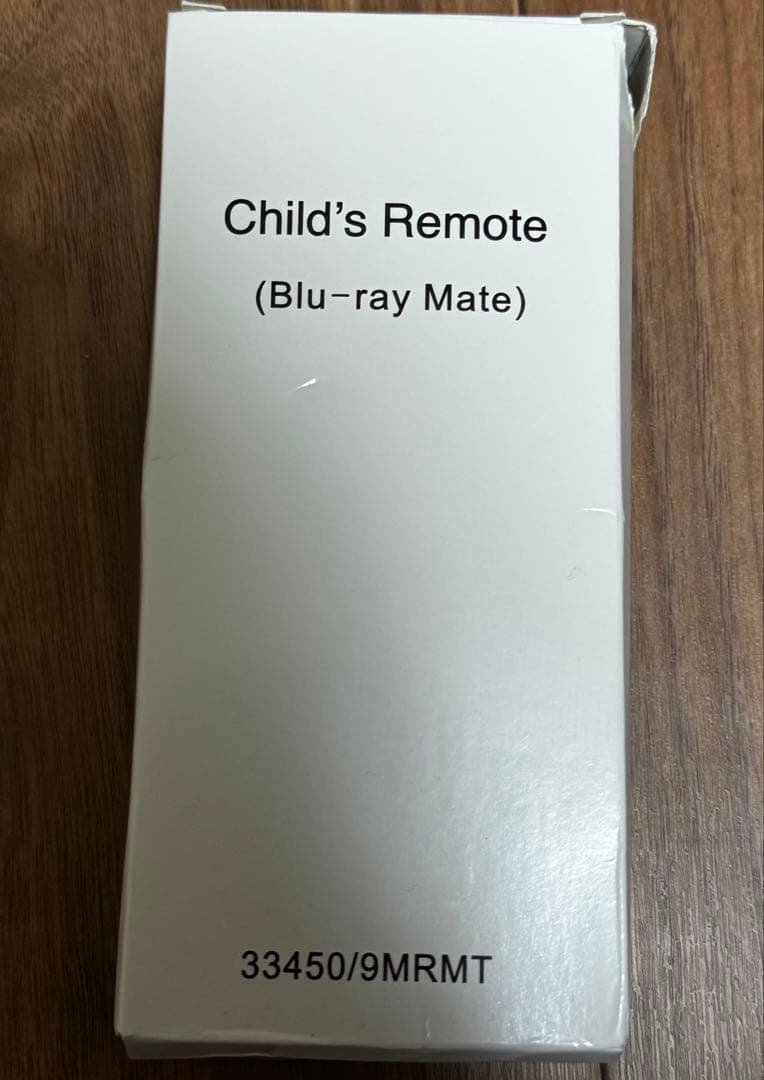 Child’s Remote
(Blu-ray Mate)
33450/9MRMT